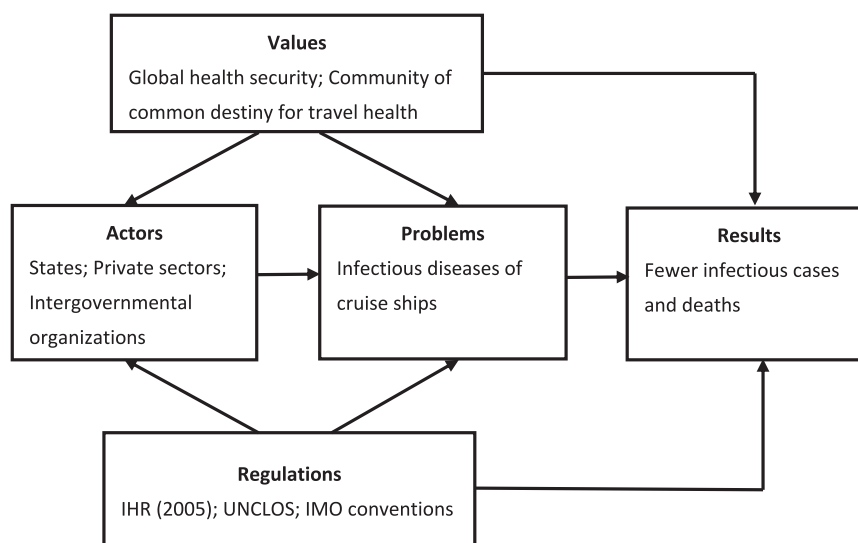 Values
Global health security; Community of
common destiny for travel health
Actors
States; Private sectors;
Intergovernmental
organizations
Problems
Infectious diseases of
cruise ships
Results
Fewer infectious cases
and deaths
Regulations
IHR (2005); UNCLOS; IMO conventions